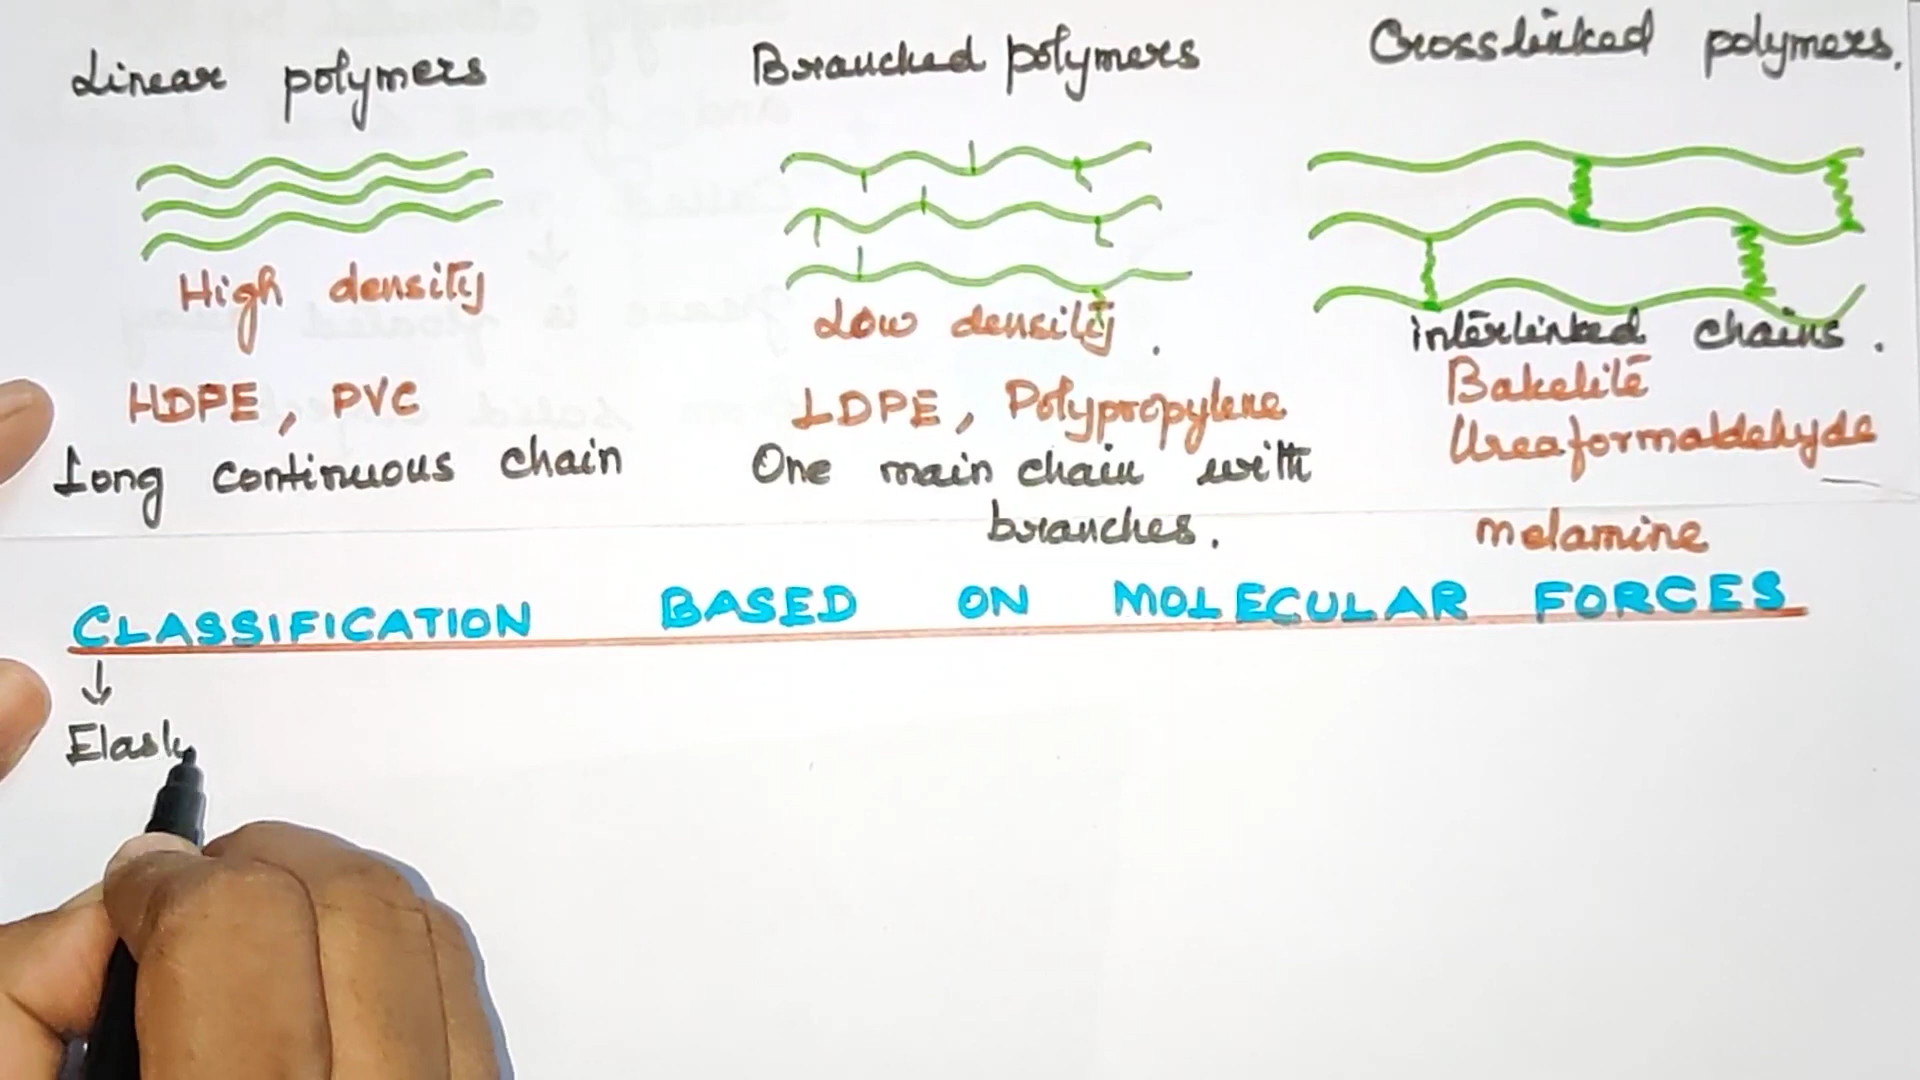 Linear polymers
High density
HDPE, PVC
Long continuous chain
Branched polymers
Low density.
LDPE, Polypropylene
One main chain with
branches.
Crosslinked polymers.
interlinked chains.
Bakelite
Ureaformaldehyde
melamine
CLASSIFICATION BASED ON MOLECULAR FORCES
↓